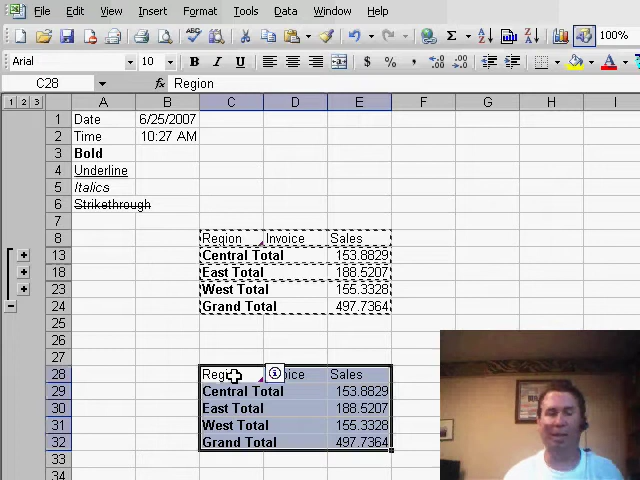 File Edit View Insert Format Tools Data Window Help
100%
Arial 10 B I U $ %
C28 fx Region
1 2 3 A B C D E F G H I
1 Date 6/25/2007
2 Time 10:27 AM
3 Bold
4 Underline
5 Italics
6 Strikethrough
7
8 Region Invoice Sales
13 Central Total 153.8829
18 East Total 188.5207
23 West Total 155.3328
24 Grand Total 497.7364
25
26
27
28 Sales
29 Central Total 153.8829
30 East Total 188.5207
31 West Total 155.3328
32 Grand Total 497.7364
33
34